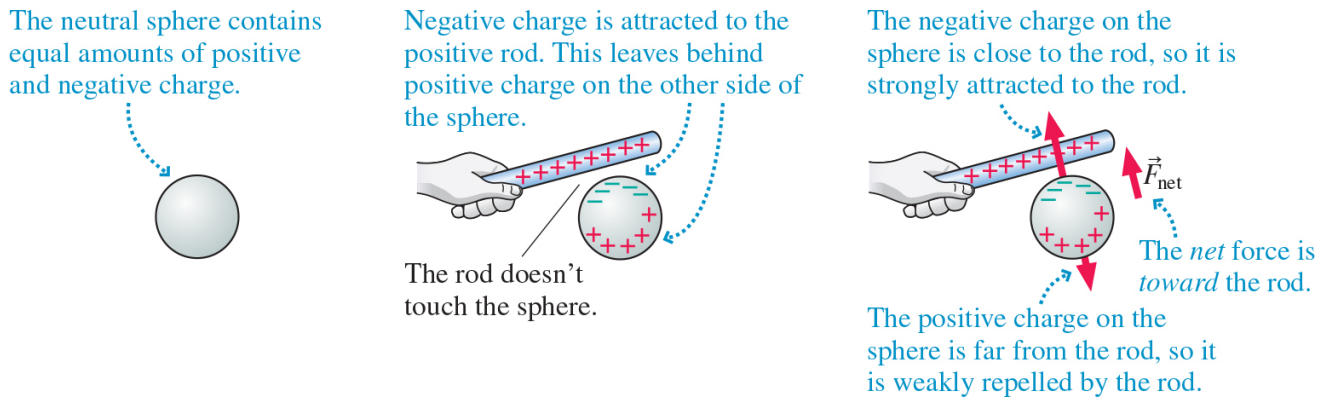 The neutral sphere contains
equal amounts of positive
and negative charge.
Negative charge is attracted to the
positive rod. This leaves behind
positive charge on the other side of
the sphere.
+ + + + + + + +
+
+ + + +
The rod doesn’t
touch the sphere.
The negative charge on the
sphere is close to the rod, so it is
strongly attracted to the rod.
+ + + + + + + +
+
+ + + +
F⃗net
The net force is
toward the rod.
The positive charge on the
sphere is far from the rod, so it
is weakly repelled by the rod.